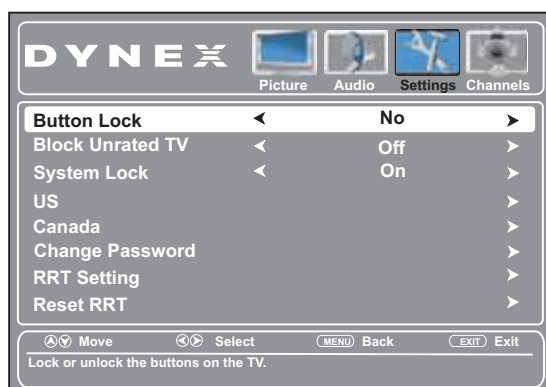 DYNEX
Picture Audio Settings Channels
Button Lock No
Block Unrated TV Off
System Lock On
US
Canada
Change Password
RRT Setting
Reset RRT
Move Select MENU Back EXIT Exit
Lock or unlock the buttons on the TV.